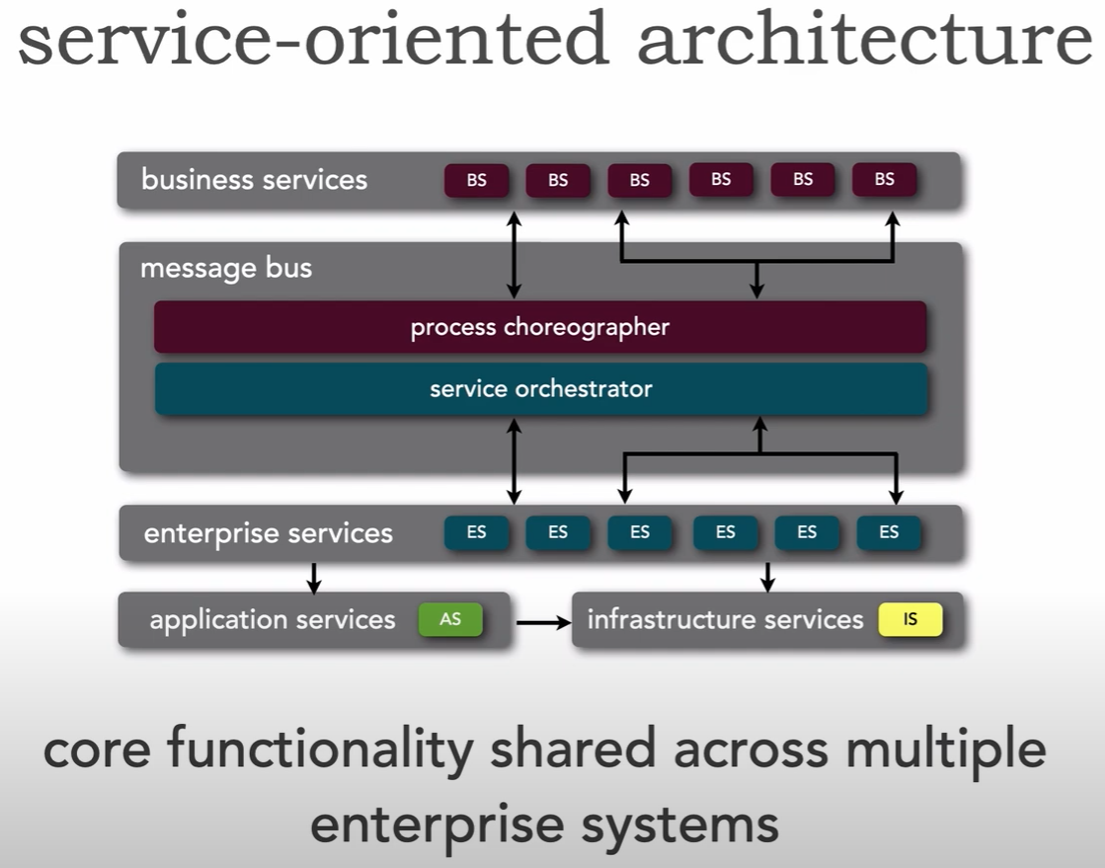 service-oriented architecture
business services BS BS BS BS BS BS
message bus
process choreographer
service orchestrator
enterprise services ES ES ES ES ES ES
application services AS infrastructure services IS
core functionality shared across multiple
enterprise systems